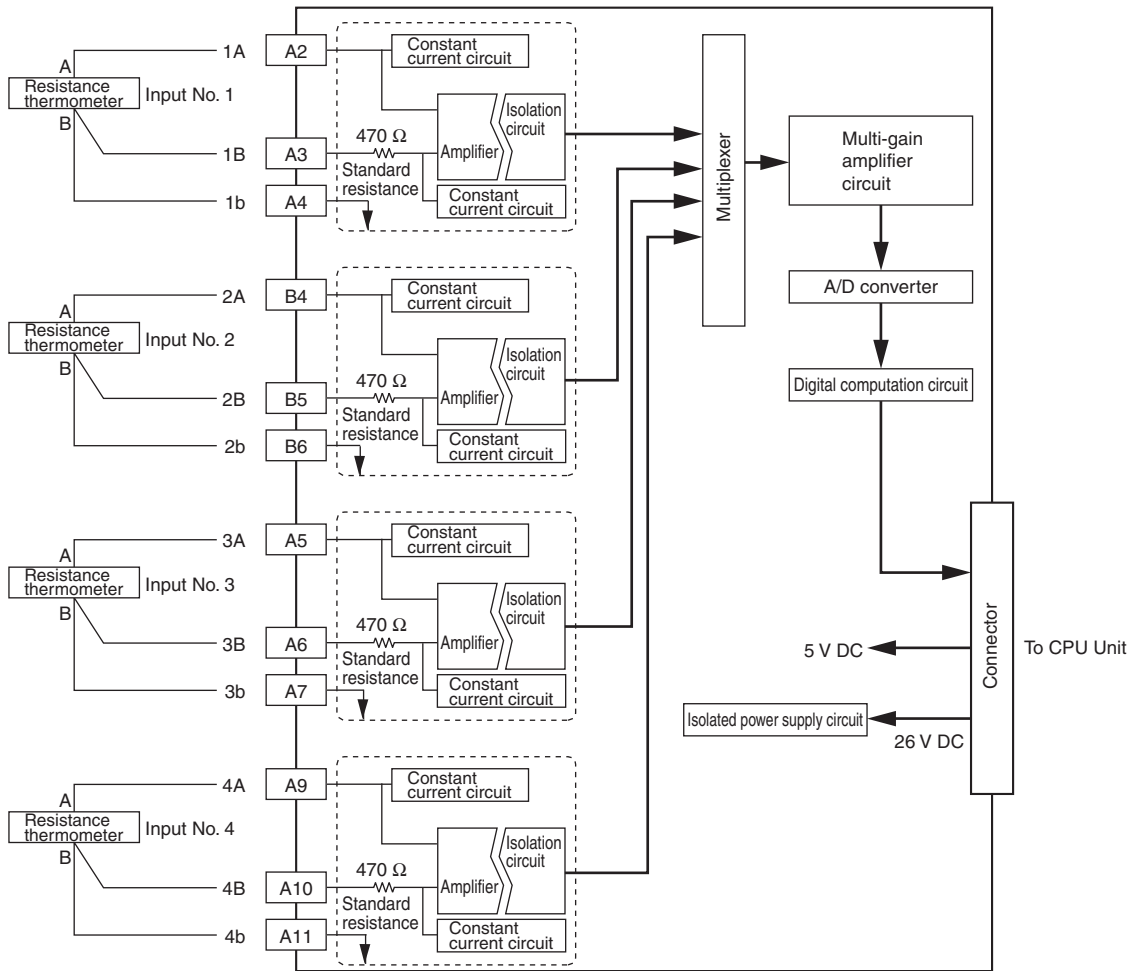 1A
A2
Constant
current circuit
A
Resistance
thermometer
Input No. 1
B
Isolation
circuit
Amplifier
470 Ω
1B
A3
Standard
resistance
Constant
current circuit
1b
A4
2A
B4
Constant
current circuit
A
Resistance
thermometer
Input No. 2
B
Isolation
circuit
Amplifier
470 Ω
2B
B5
Standard
resistance
Constant
current circuit
2b
B6
3A
A5
Constant
current circuit
A
Resistance
thermometer
Input No. 3
B
Isolation
circuit
Amplifier
470 Ω
3B
A6
Standard
resistance
Constant
current circuit
3b
A7
4A
A9
Constant
current circuit
A
Resistance
thermometer
Input No. 4
B
Isolation
circuit
Amplifier
470 Ω
4B
A10
Standard
resistance
Constant
current circuit
4b
A11
Multiplexer
Multi-gain
amplifier
circuit
A/D converter
Digital computation circuit
Connector
To CPU Unit
5 V DC
Isolated power supply circuit
26 V DC